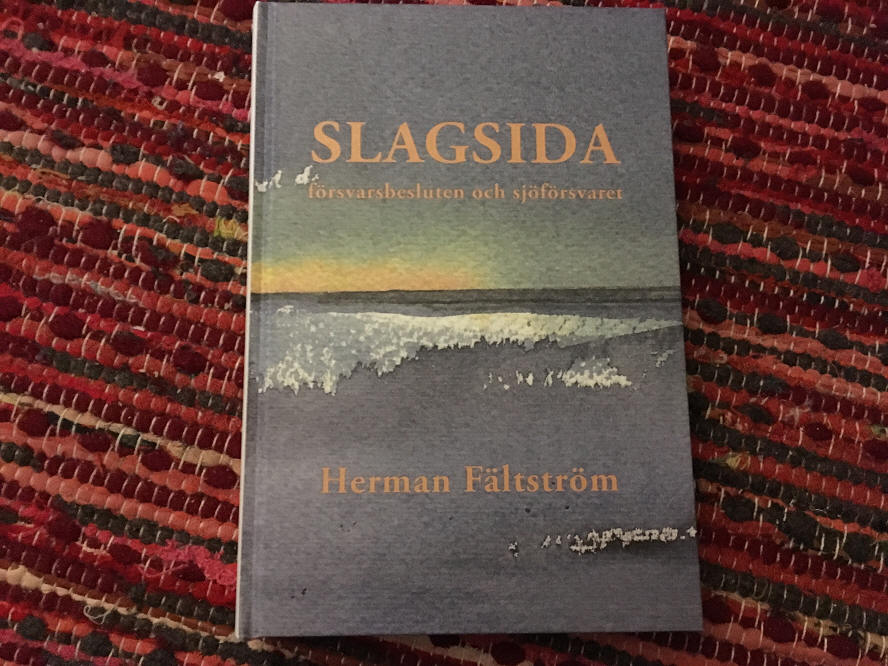 SLAGSIDA
försvarsbesluten och sjöförsvaret
Herman Fältström